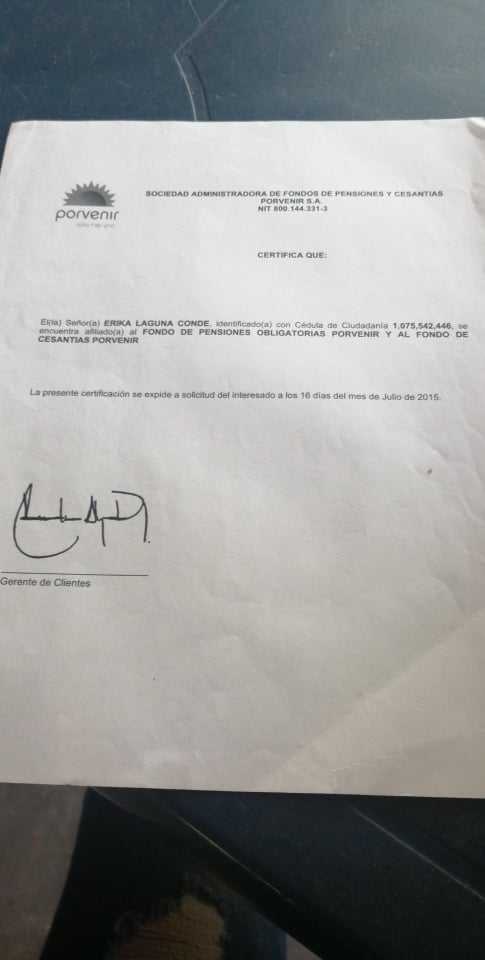 porvenir
sólo hay uno
SOCIEDAD ADMINISTRADORA DE FONDOS DE PENSIONES Y CESANTIAS
PORVENIR S.A.
NIT 800.144.331-3
CERTIFICA QUE:
El(la) Señor(a) ERIKA LAGUNA CONDE, identificado(a) con Cédula de Ciudadanía 1,075,542,446, se
encuentra afiliado(a) al FONDO DE PENSIONES OBLIGATORIAS PORVENIR Y AL FONDO DE
CESANTIAS PORVENIR
La presente certificación se expide a solicitud del interesado a los 16 días del mes de Julio de 2015.
Gerente de Clientes